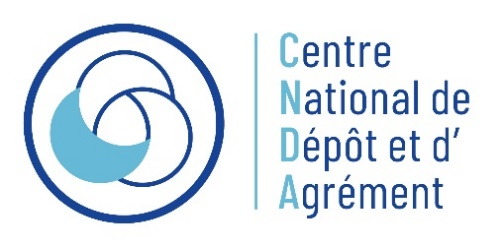 Centre
National de
Dépôt et d'
Agrément